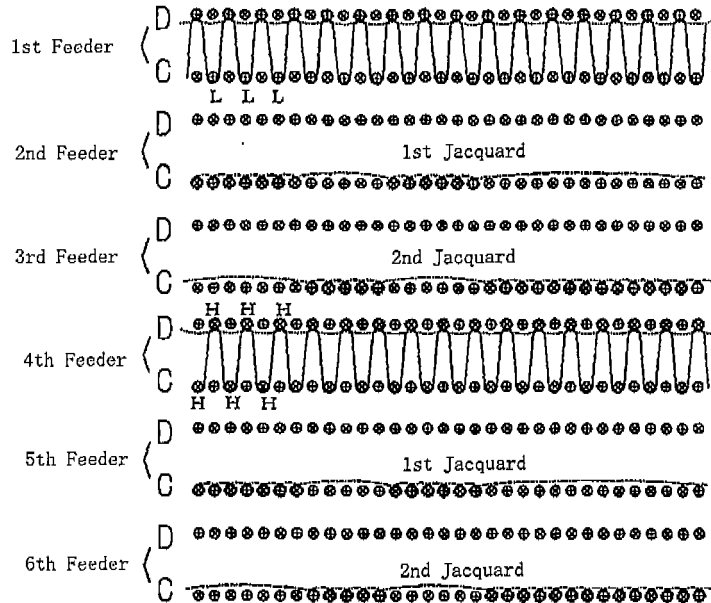 D
1st Feeder
C
L L L
D
2nd Feeder
1st Jacquard
C
D
3rd Feeder
2nd Jacquard
C
H H H
D
4th Feeder
C
H H H
D
5th Feeder
1st Jacquard
C
D
6th Feeder
2nd Jacquard
C